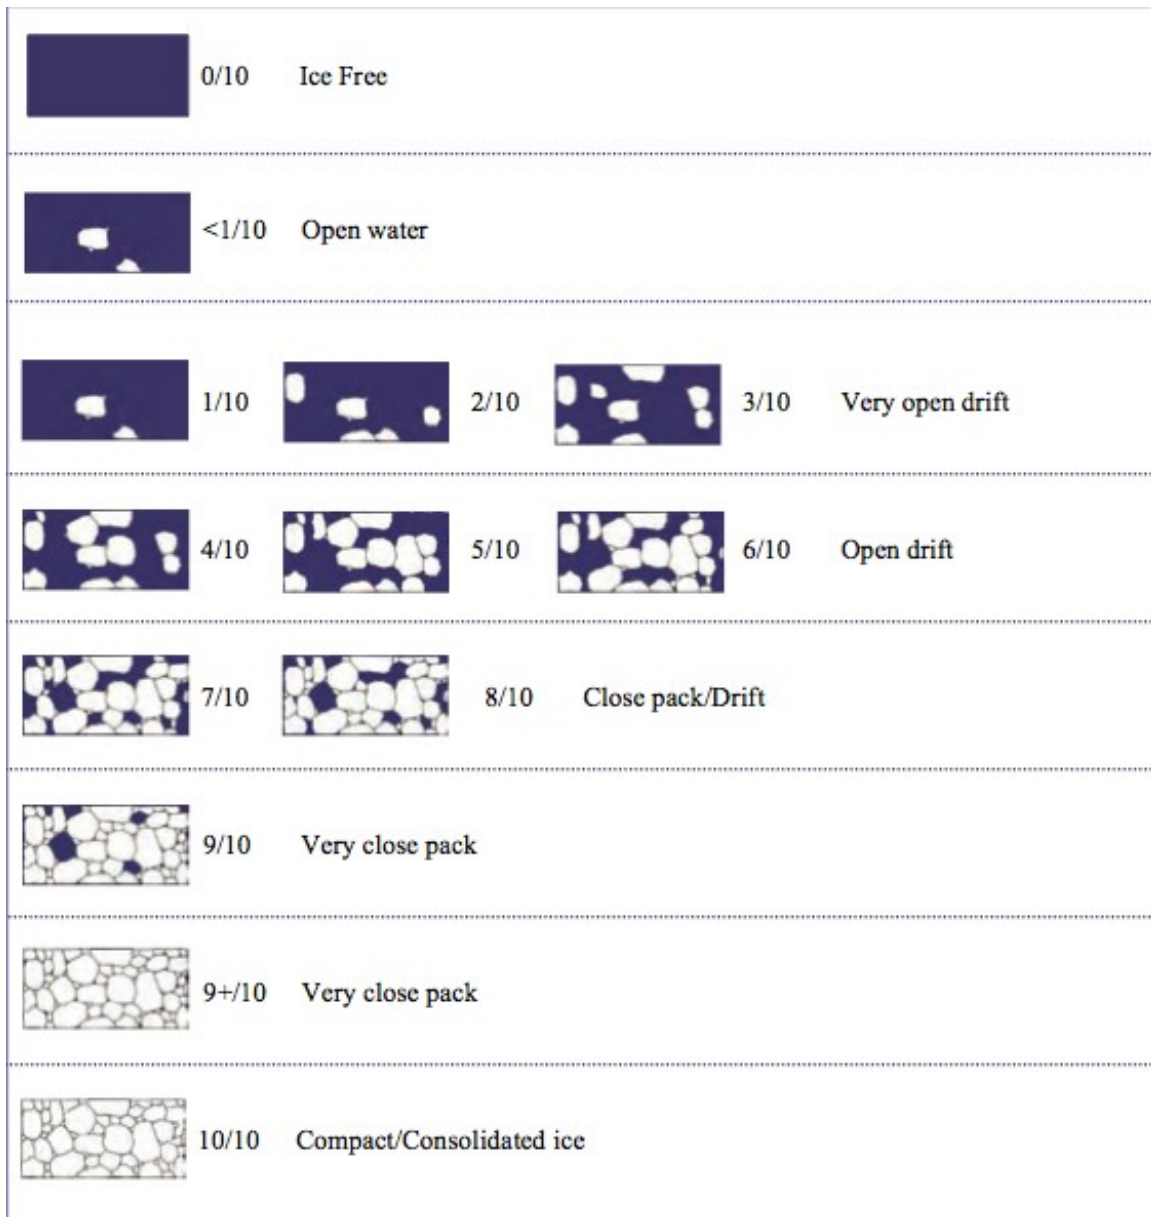 0/10 Ice Free
<1/10 Open water
1/10 2/10 3/10 Very open drift
4/10 5/10 6/10 Open drift
7/10 8/10 Close pack/Drift
9/10 Very close pack
9+/10 Very close pack
10/10 Compact/Consolidated ice